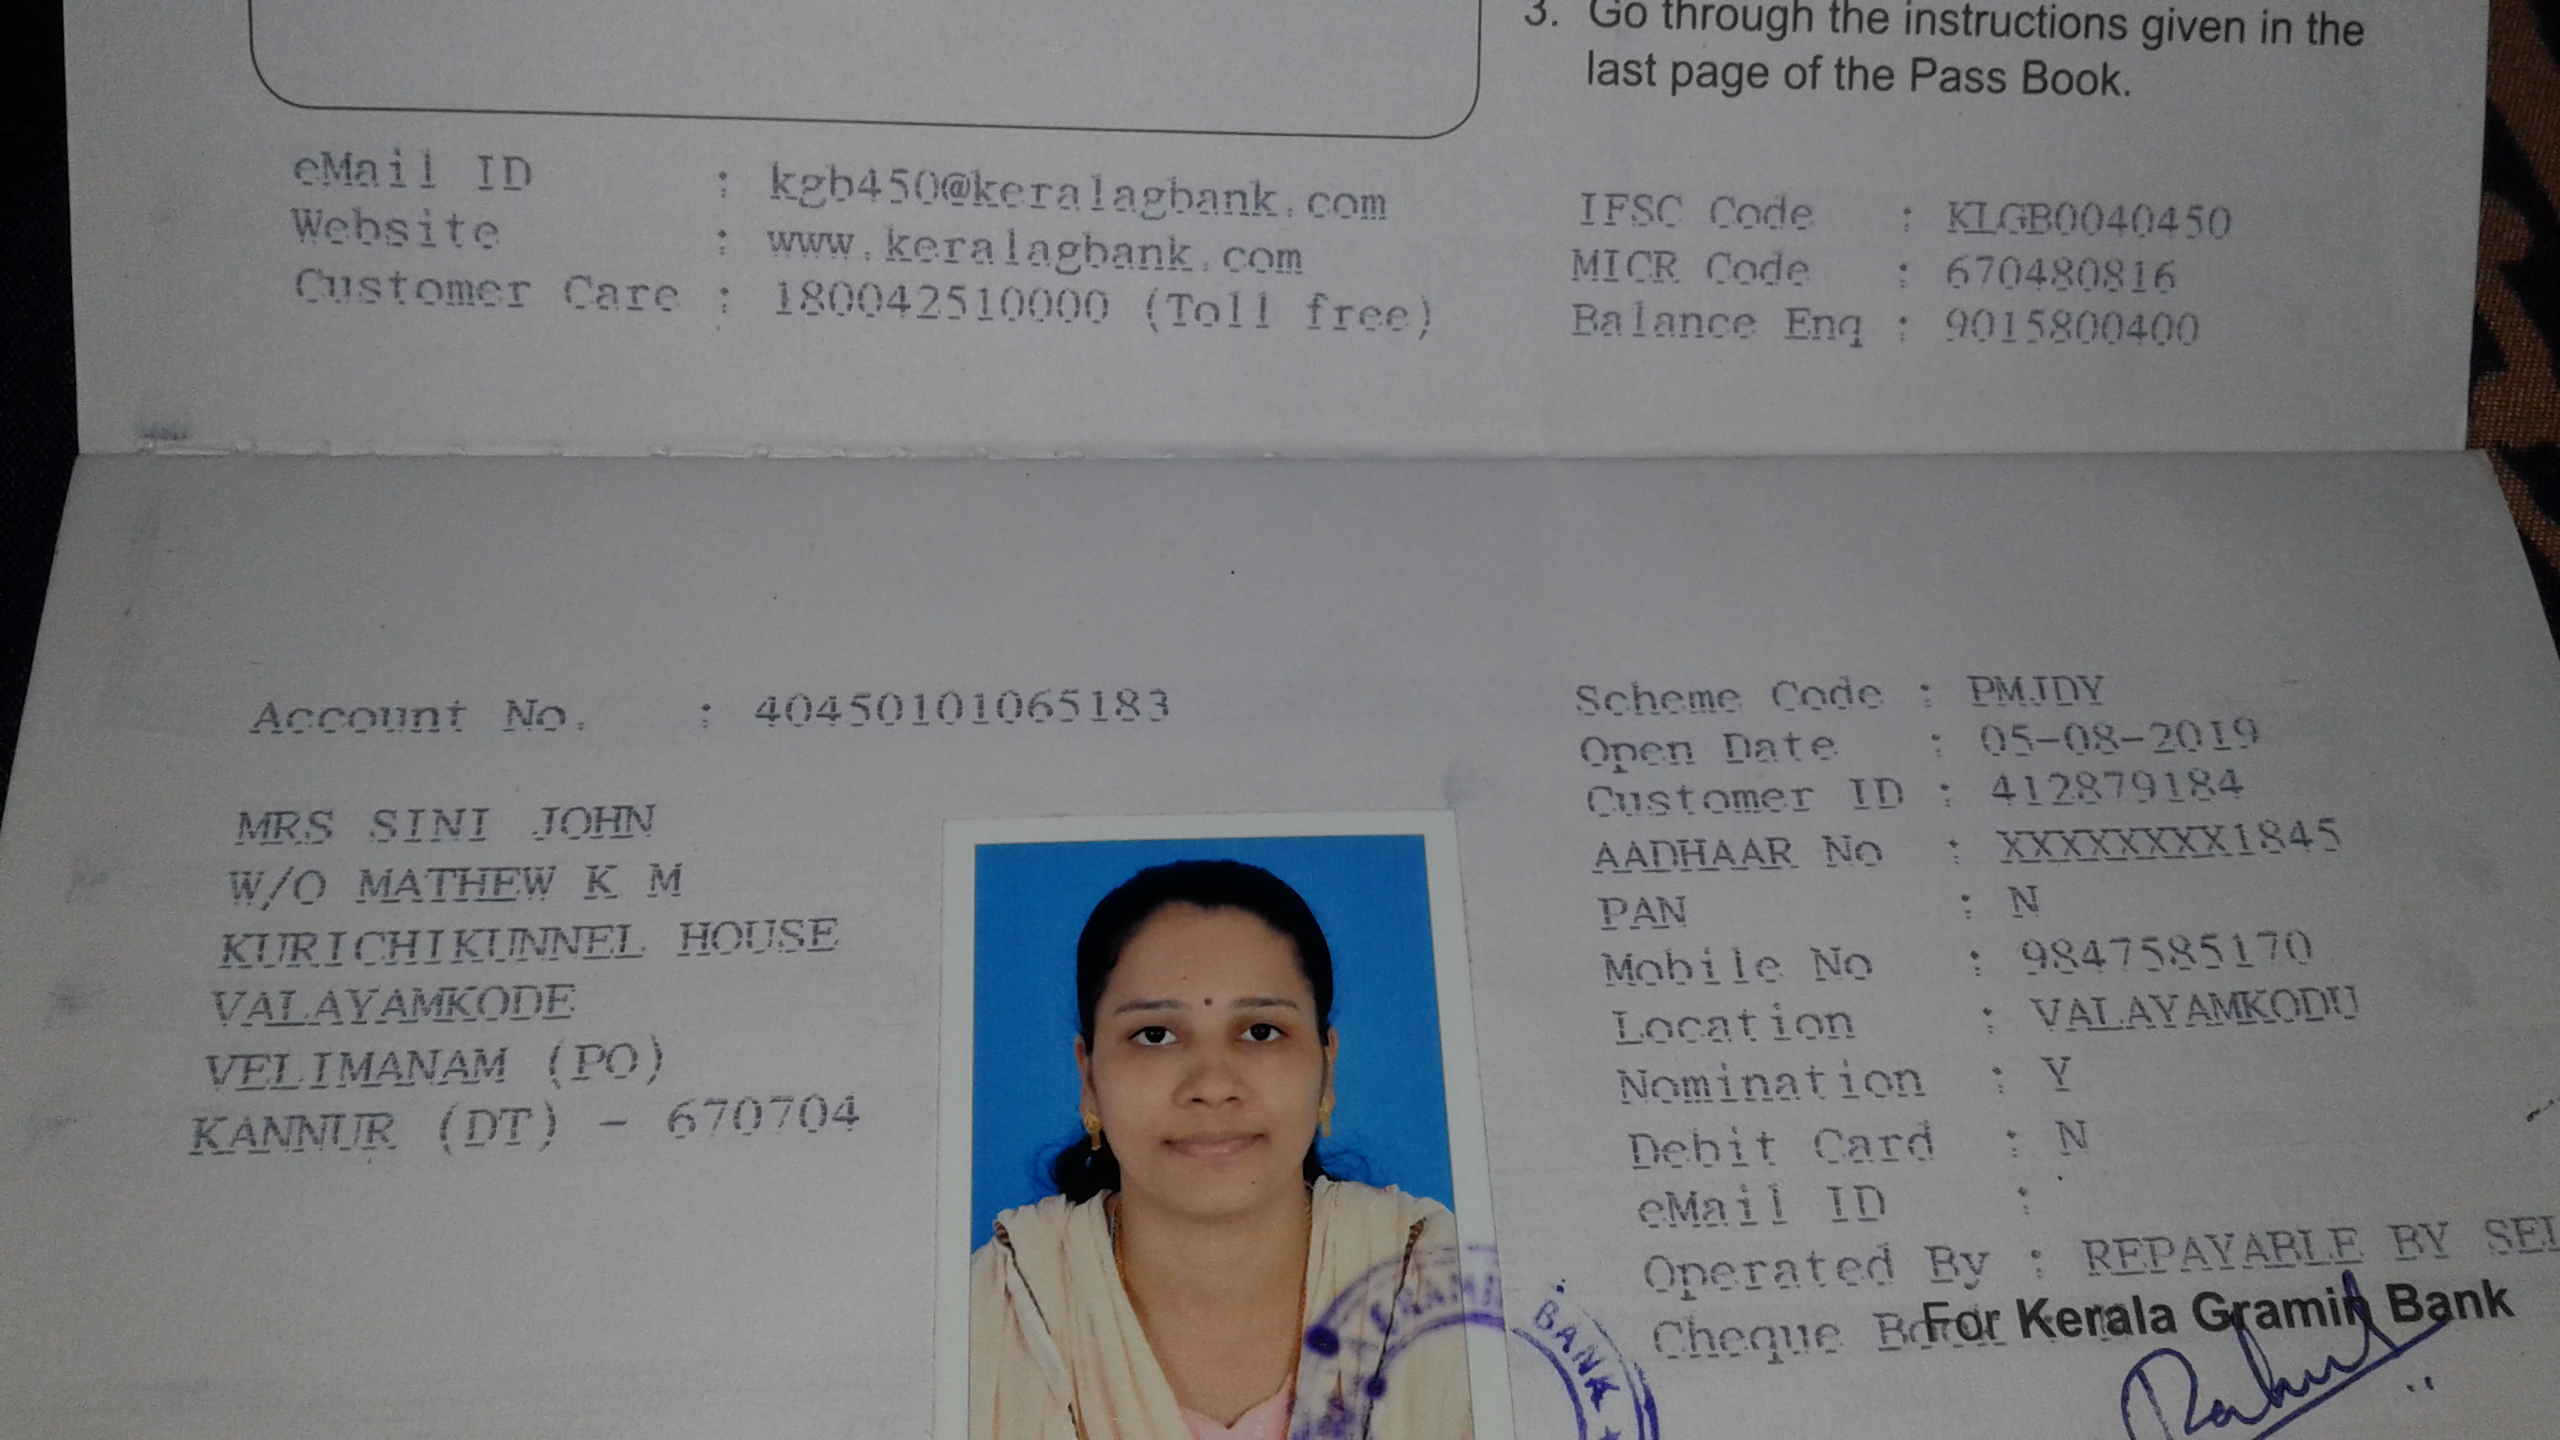 3. Go through the instructions given in the
last page of the Pass Book.
eMail ID : kgb450@keralagbank.com
Website : www.keralagbank.com
Customer Care : 180042510000 (Toll free)
IFSC Code : KLGB0040450
MICR Code : 670480816
Balance Enq : 9015800400
Account No. : 40450101065183
MRS SINI JOHN
W/O MATHEW K M
KURICHIKUNNEL HOUSE
VALAYAMKODE
VELIMANAM (PO)
KANNUR (DT) - 670704
Scheme Code : PMJDY
Open Date : 05-08-2019
Customer ID : 412879184
AADHAAR No : XXXXXXXX1845
PAN : N
Mobile No : 9847585170
Location : VALAYAMKODU
Nomination : Y
Debit Card : N
eMail ID :
Operated By : REPAYABLE BY SEL
Cheque Book
For Kerala Gramin Bank
BANK